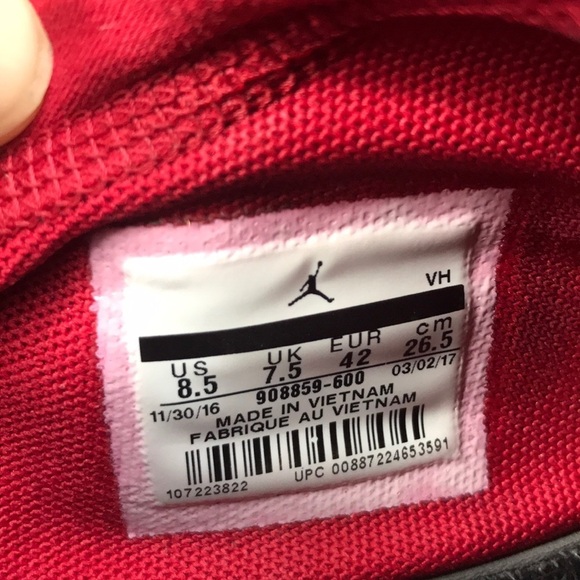 VH
US UK EUR cm
8.5 7.5 42 26.5
11/30/16 908859-600 03/02/17
MADE IN VIETNAM
FABRIQUE AU VIETNAM
107223822 UPC 00887224653591